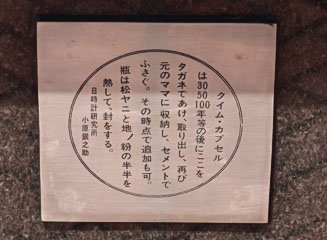 タイム・カプセル
は30 50 100年等の後にここを
タガネであけ、取り出し、再び
元のママに収納し、セメントで
ふさぐ。その時点で追加も可。
瓶は松ヤニと地ノ粉の半半を
熱して、封をする。
日時計研究所
小原銀之助